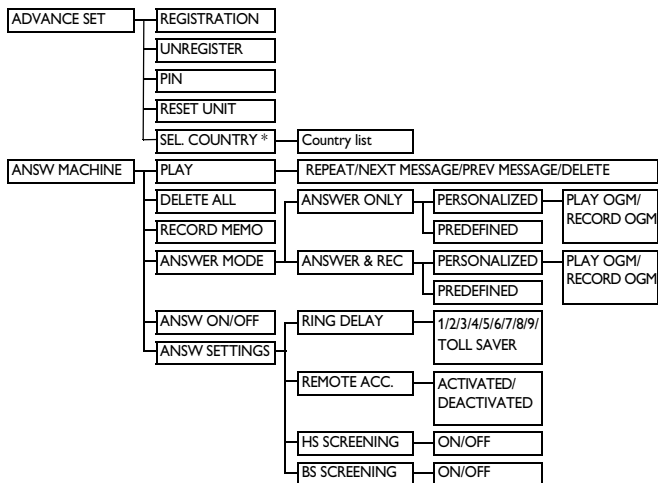 ADVANCE SET
REGISTRATION
UNREGISTER
PIN
RESET UNIT
SEL. COUNTRY *
Country list
ANSW MACHINE
PLAY
REPEAT/NEXT MESSAGE/PREV MESSAGE/DELETE
DELETE ALL
RECORD MEMO
ANSWER MODE
ANSWER ONLY
PERSONALIZED
PLAY OGM/
RECORD OGM
PREDEFINED
ANSWER & REC
PERSONALIZED
PLAY OGM/
RECORD OGM
PREDEFINED
ANSW ON/OFF
ANSW SETTINGS
RING DELAY
1/2/3/4/5/6/7/8/9/
TOLL SAVER
REMOTE ACC.
ACTIVATED/
DEACTIVATED
HS SCREENING
ON/OFF
BS SCREENING
ON/OFF